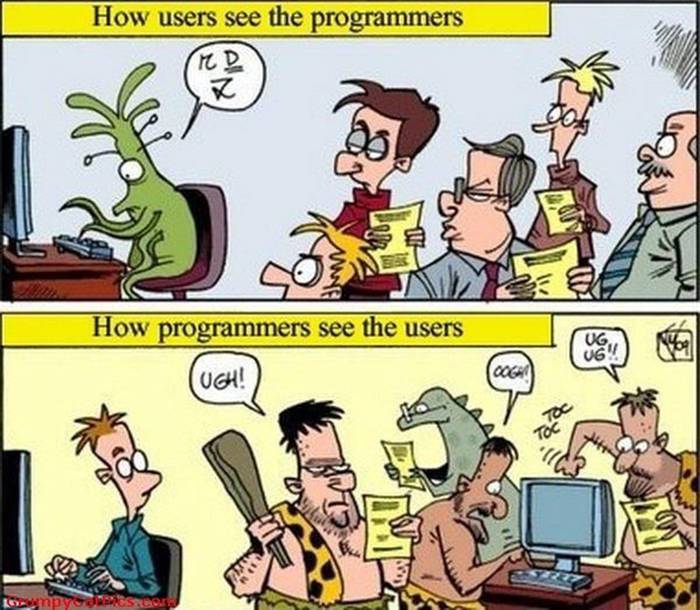 How users see the programmers
How programmers see the users
UGH!
OOGH!
UG,
UG!!
TOC
TOC
GrumpyCatPics.com